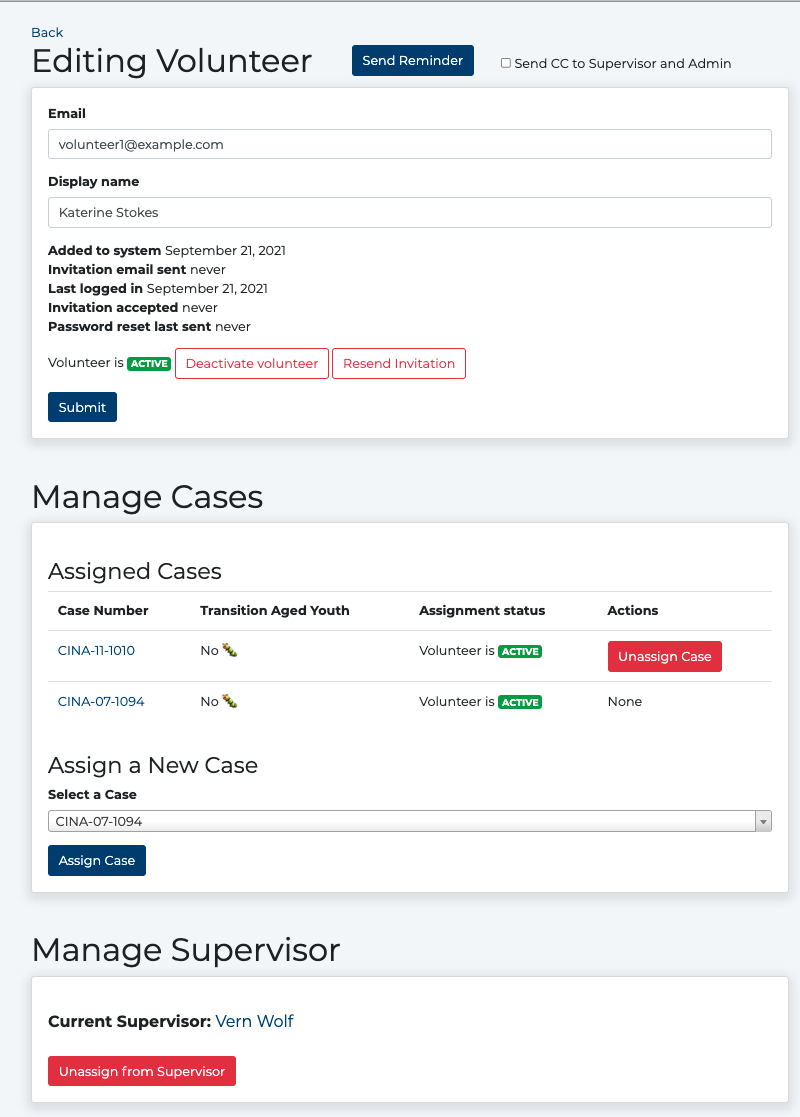 Back
Editing Volunteer Send Reminder Send CC to Supervisor and Admin
Email
volunteer1@example.com
Display name
Katerine Stokes
Added to system September 21, 2021
Invitation email sent never
Last logged in September 21, 2021
Invitation accepted never
Password reset last sent never
Volunteer is ACTIVE Deactivate volunteer Resend Invitation
Submit
Manage Cases
Assigned Cases
Case Number Transition Aged Youth Assignment status Actions
CINA-11-1010 No 🐛 Volunteer is ACTIVE Unassign Case
CINA-07-1094 No 🐛 Volunteer is ACTIVE None
Assign a New Case
Select a Case
CINA-07-1094
Assign Case
Manage Supervisor
Current Supervisor: Vern Wolf
Unassign from Supervisor